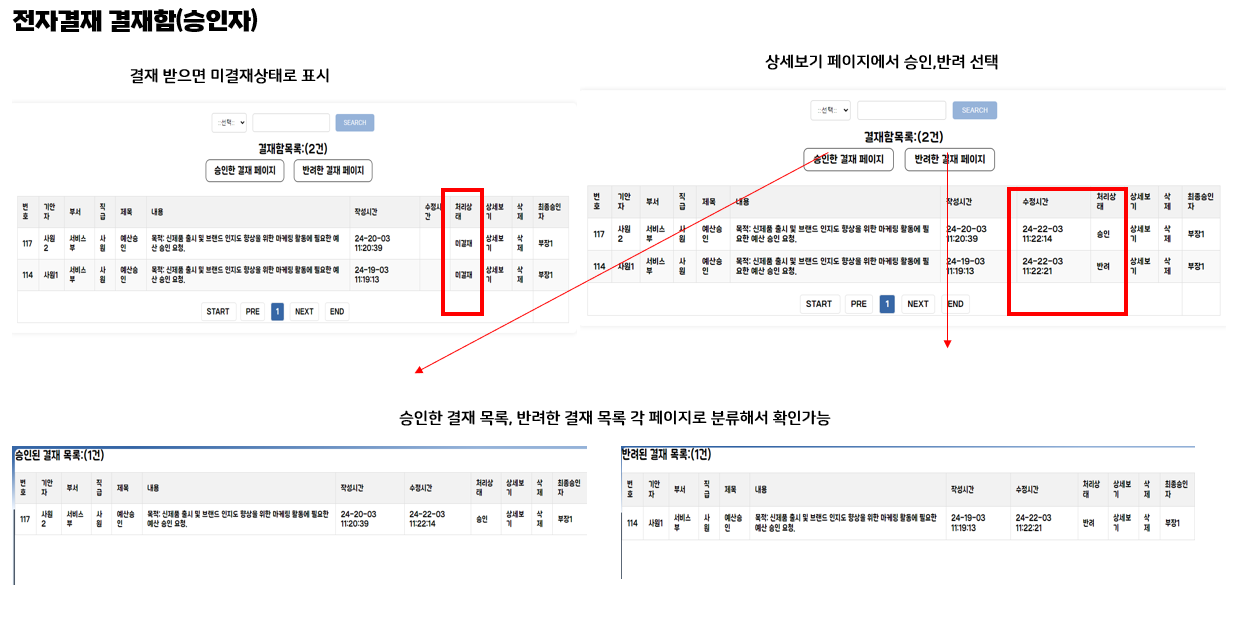 전자결재 결재함(승인자)
결재 받으면 미결재상태로 표시
::선택:: SEARCH
결재함목록:(2건)
승인한 결재 페이지 반려한 결재 페이지
번호 기안자 부서 직급 제목 내용 작성시간 수정시간 처리상태 상세보기 삭제 최종승인자
117 사원2 서비스부 사원 예산승인 목적: 신제품 출시 및 브랜드 인지도 향상을 위한 마케팅 활동에 필요한 예산 승인 요청. 24-20-03 11:20:39 미결재 상세보기 삭제 부장1
114 사원1 서비스부 사원 예산승인 목적: 신제품 출시 및 브랜드 인지도 향상을 위한 마케팅 활동에 필요한 예산 승인 요청. 24-19-03 11:19:13 미결재 상세보기 삭제 부장1
START PRE 1 NEXT END
상세보기 페이지에서 승인,반려 선택
::선택:: SEARCH
결재함목록:(2건)
승인한 결재 페이지 반려한 결재 페이지
번호 기안자 부서 직급 제목 내용 작성시간 수정시간 처리상태 상세보기 삭제 최종승인자
117 사원2 서비스부 사원 예산승인 목적: 신제품 출시 및 브랜드 인지도 향상을 위한 마케팅 활동에 필요한 예산 승인 요청. 24-20-03 11:20:39 24-22-03 11:22:14 승인 상세보기 삭제 부장1
114 사원1 서비스부 사원 예산승인 목적: 신제품 출시 및 브랜드 인지도 향상을 위한 마케팅 활동에 필요한 예산 승인 요청. 24-19-03 11:19:13 24-22-03 11:22:21 반려 상세보기 삭제 부장1
START PRE 1 NEXT END
승인한 결재 목록, 반려한 결재 목록 각 페이지로 분류해서 확인가능
승인된 결재 목록:(1건)
번호 기안자 부서 직급 제목 내용 작성시간 수정시간 처리상태 상세보기 삭제 최종승인자
117 사원2 서비스부 사원 예산승인 목적: 신제품 출시 및 브랜드 인지도 향상을 위한 마케팅 활동에 필요한 예산 승인 요청. 24-20-03 11:20:39 24-22-03 11:22:14 승인 상세보기 삭제 부장1
반려된 결재 목록:(1건)
번호 기안자 부서 직급 제목 내용 작성시간 수정시간 처리상태 상세보기 삭제 최종승인자
114 사원1 서비스부 사원 예산승인 목적: 신제품 출시 및 브랜드 인지도 향상을 위한 마케팅 활동에 필요한 예산 승인 요청. 24-19-03 11:19:13 24-22-03 11:22:21 반려 상세보기 삭제 부장1